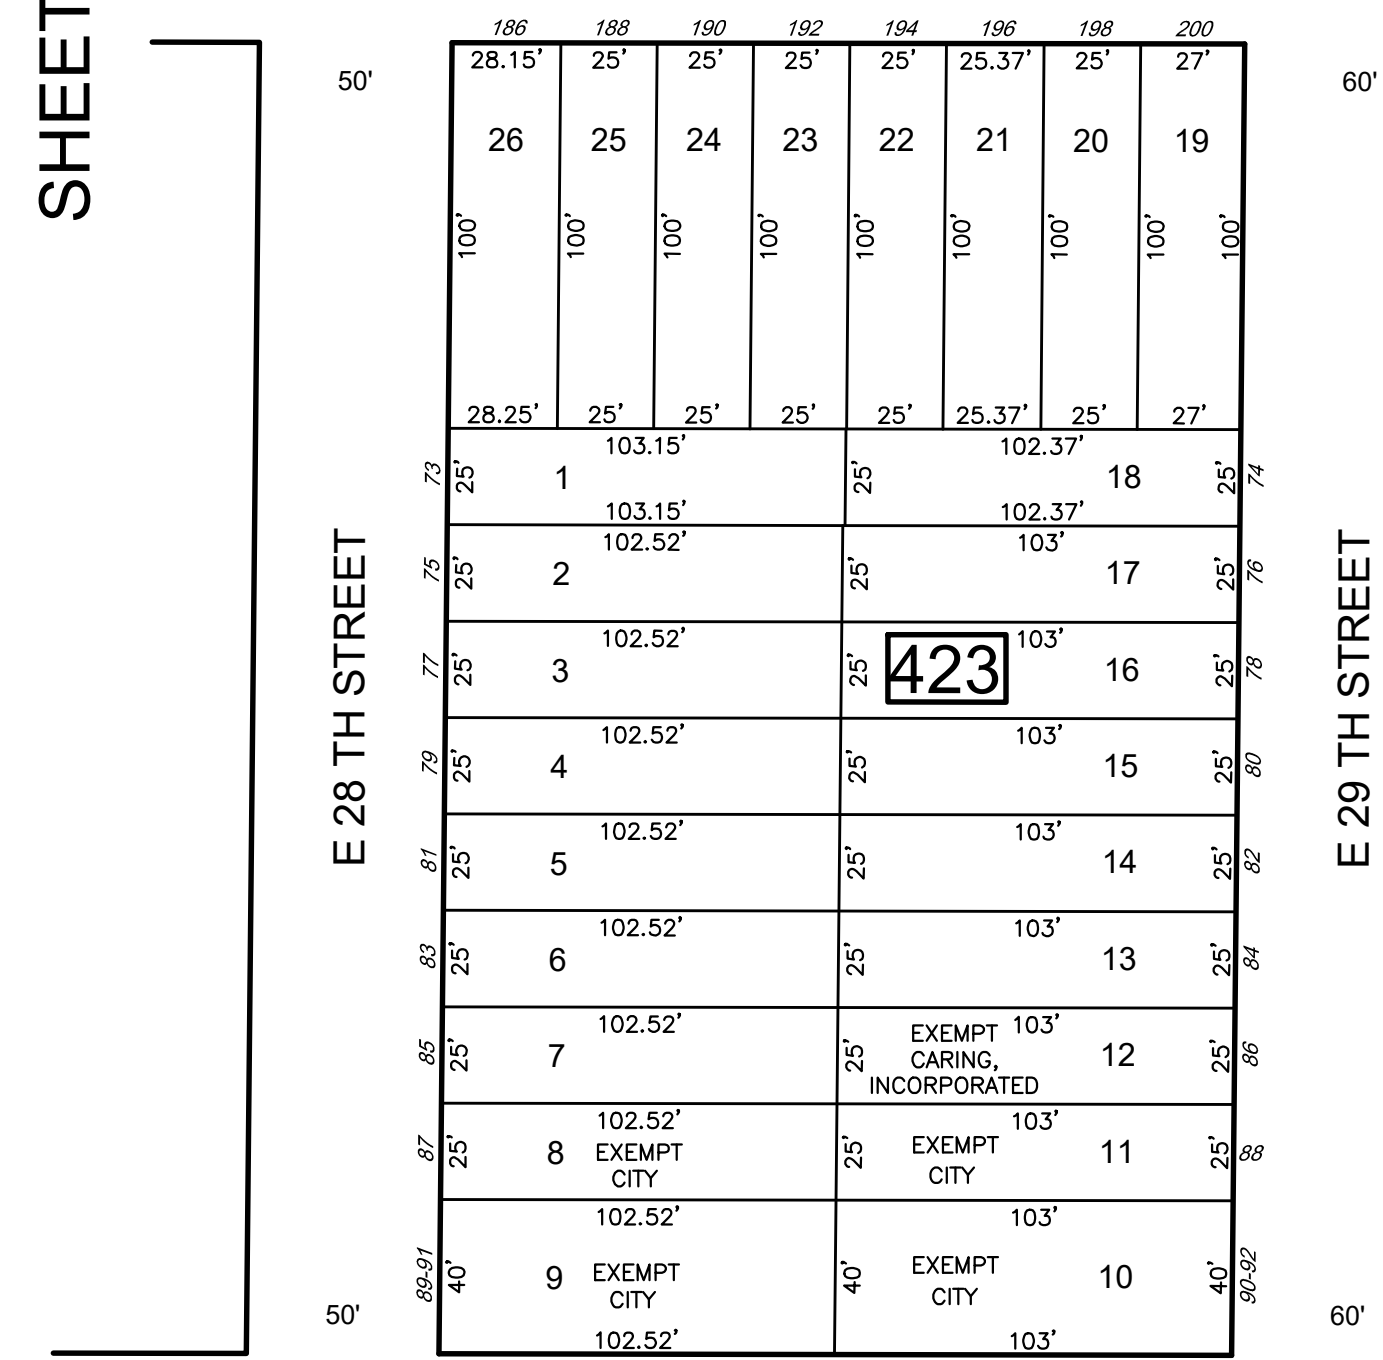 SHEET
186 188 190 192 194 196 198 200
50' 28.15' 25' 25' 25' 25' 25.37' 25' 27' 60'
26 25 24 23 22 21 20 19
100' 100' 100' 100' 100' 100' 100' 100' 100'
28.25' 25' 25' 25' 25' 25.37' 25' 27'
103.15' 102.37'
73 25' 1 25' 18 25' 74
103.15' 102.37'
102.52' 103'
75 25' 2 25' 17 25' 76
102.52' 103'
77 25' 3 25' 423 16 25' 78
E 28 TH STREET
E 29 TH STREET
102.52' 103'
79 25' 4 25' 15 25' 80
102.52' 103'
81 25' 5 25' 14 25' 82
102.52' 103'
83 25' 6 25' 13 25' 84
102.52' 103'
85 25' 7 25' 12 25' 86
EXEMPT
CARING,
INCORPORATED
102.52' 103'
87 25' 8 25' 11 25' 88
EXEMPT
CITY
EXEMPT
CITY
102.52' 103'
89-91 40' 9 40' 10 40' 90-92
EXEMPT
CITY
EXEMPT
CITY
50' 60'
102.52' 103'